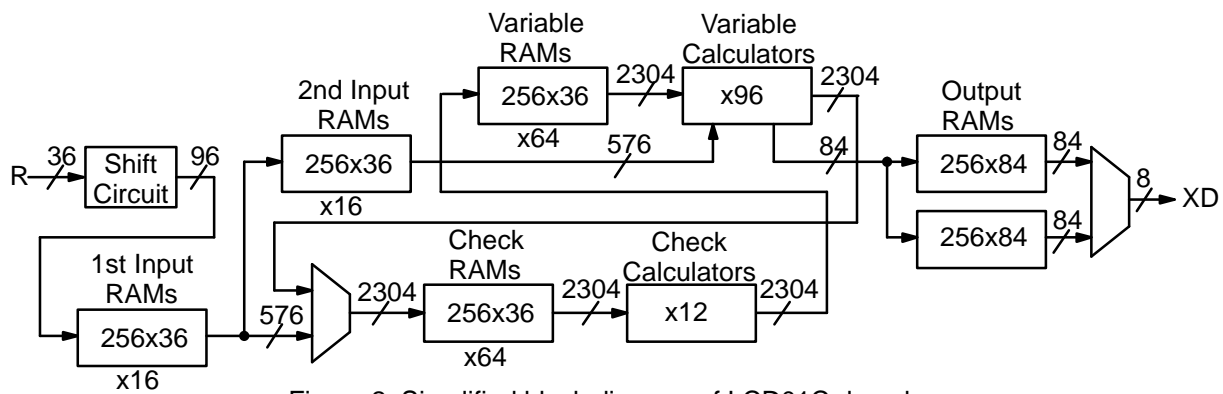 Variable
RAMs
256x36
x64
2304
Variable
Calculators
x96
2304
2nd Input
RAMs
256x36
x16
576
84
Output
RAMs
256x84
84
256x84
84
8
XD
R
36
Shift
Circuit
96
1st Input
RAMs
256x36
x16
576
2304
Check
RAMs
256x36
x64
2304
Check
Calculators
x12
2304